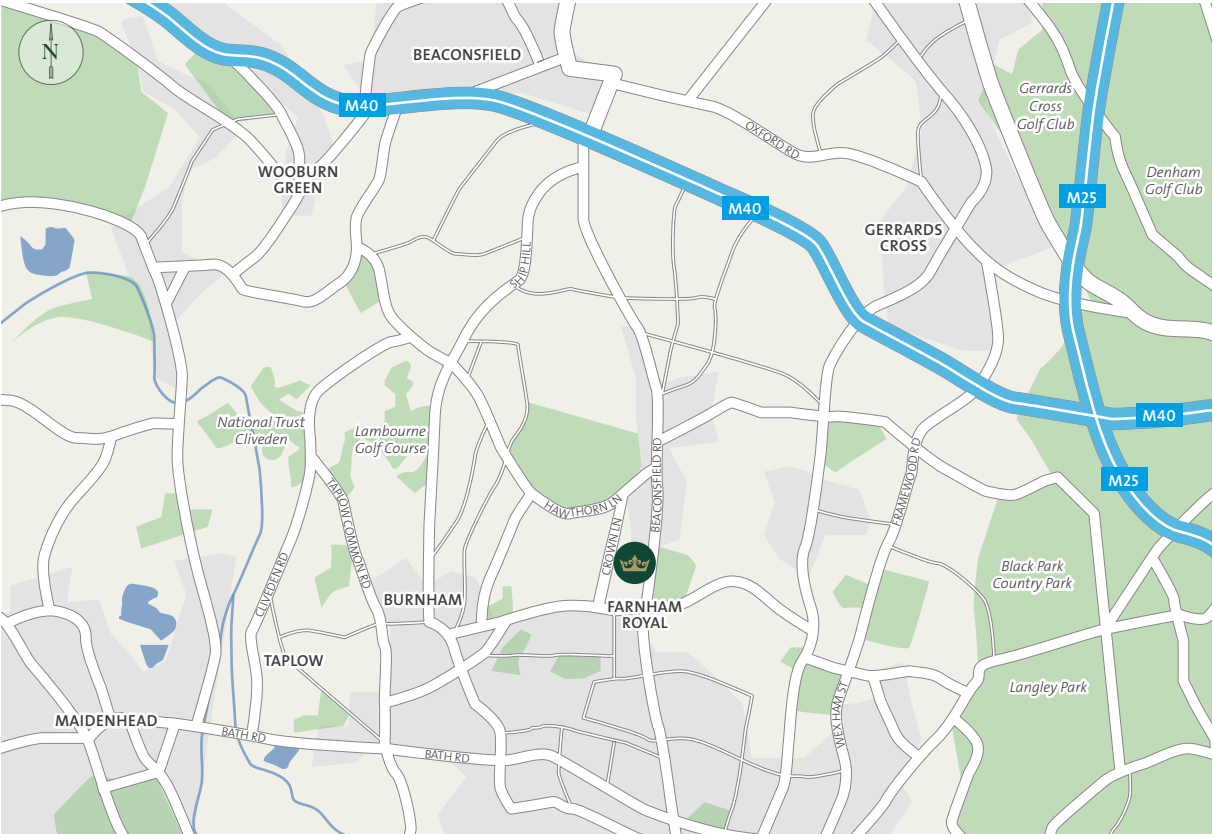 N
BEACONSFIELD
M40
Gerrards
Cross
Golf Club
OXFORD RD
WOOBURN
GREEN
Denham
Golf Club
M25
M40
GERRARDS
CROSS
SHIP HILL
M40
National Trust
Cliveden
Lambourne
Golf Course
BEACONSFIELD RD
FRAMEWOOD RD
M25
TAPLOW COMMON RD
HAWTHORN LN
CROWN LN
CLIVEDEN RD
Black Park
Country Park
BURNHAM
FARNHAM
ROYAL
TAPLOW
Langley Park
WEXHAM ST
MAIDENHEAD
BATH RD
BATH RD